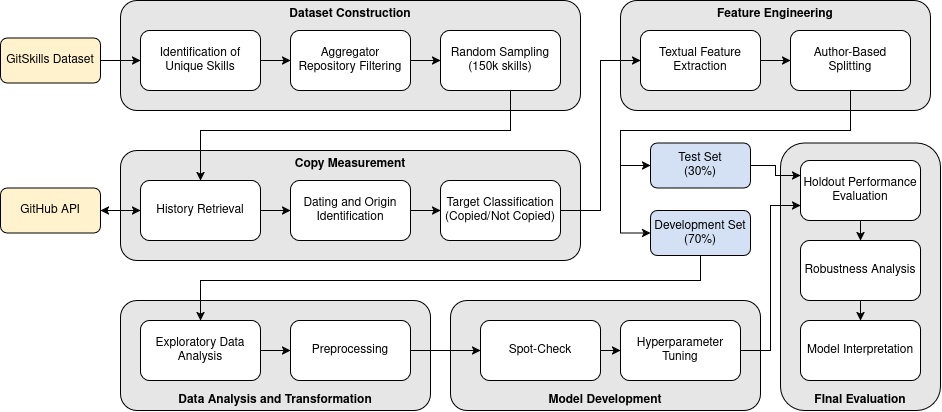 Dataset Construction
GitSkills Dataset
Identification of
Unique Skills
Aggregator
Repository Filtering
Random Sampling
(150k skills)
Feature Engineering
Textual Feature
Extraction
Author-Based
Splitting
Copy Measurement
GitHub API
History Retrieval
Dating and Origin
Identification
Target Classification
(Copied/Not Copied)
Test Set
(30%)
Development Set
(70%)
Holdout Performance
Evaluation
Robustness Analysis
Model Interpretation
FInal Evaluation
Exploratory Data
Analysis
Preprocessing
Data Analysis and Transformation
Spot-Check
Hyperparameter
Tuning
Model Development